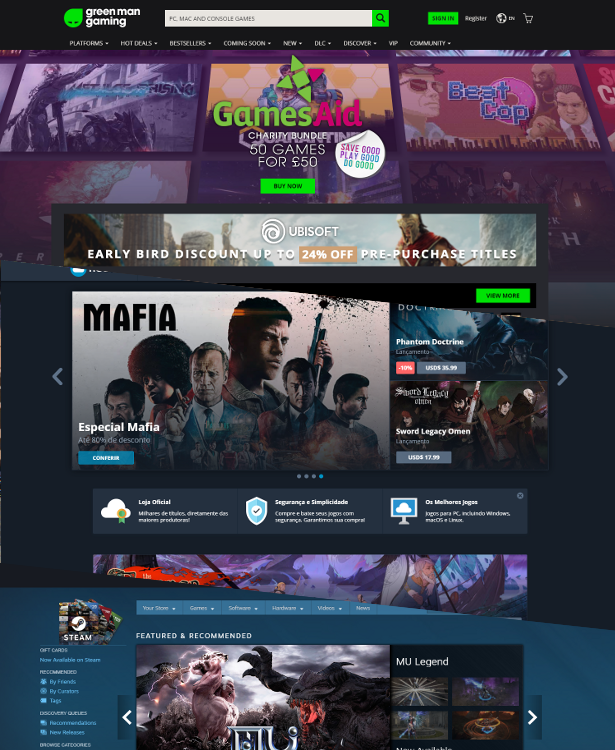 green man
gaming
PC, MAC AND CONSOLE GAMES
SIGN IN
Register
EN
PLATFORMS
HOT DEALS
BESTSELLERS
COMING SOON
NEW
DLC
DISCOVER
VIP
COMMUNITY
GamesAid
CHARITY BUNDLE
50 GAMES
FOR £50
SAVE GOOD
PLAY GOOD
DO GOOD
Beat
Cop
BUY NOW
UBISOFT
EARLY BIRD DISCOUNT UP TO 24% OFF PRE-PURCHASE TITLES
VIEW MORE
MAFIA
Phantom Doctrine
Lançamento
-10%
USD$ 35.99
Especial Mafia
Até 80% de desconto
CONFERIR
Sword Legacy
omen
Sword Legacy Omen
Lançamento
USD$ 17.99
Loja Oficial
Milhares de títulos, diretamente das
maiores produtoras!
Segurança e Simplicidade
Compre e baixe seus jogos com
segurança. Garantimos sua compra!
Os Melhores Jogos
Jogos para PC, incluindo Windows,
macOS e Linux.
the
STEAM
Your Store
Games
Software
Hardware
Videos
News
FEATURED & RECOMMENDED
GIFT CARDS
Now Available on Steam
RECOMMENDED
By Friends
By Curators
Tags
DISCOVERY QUEUES
Recommendations
New Releases
BROWSE CATEGORIES
MU Legend
MU
Now Available